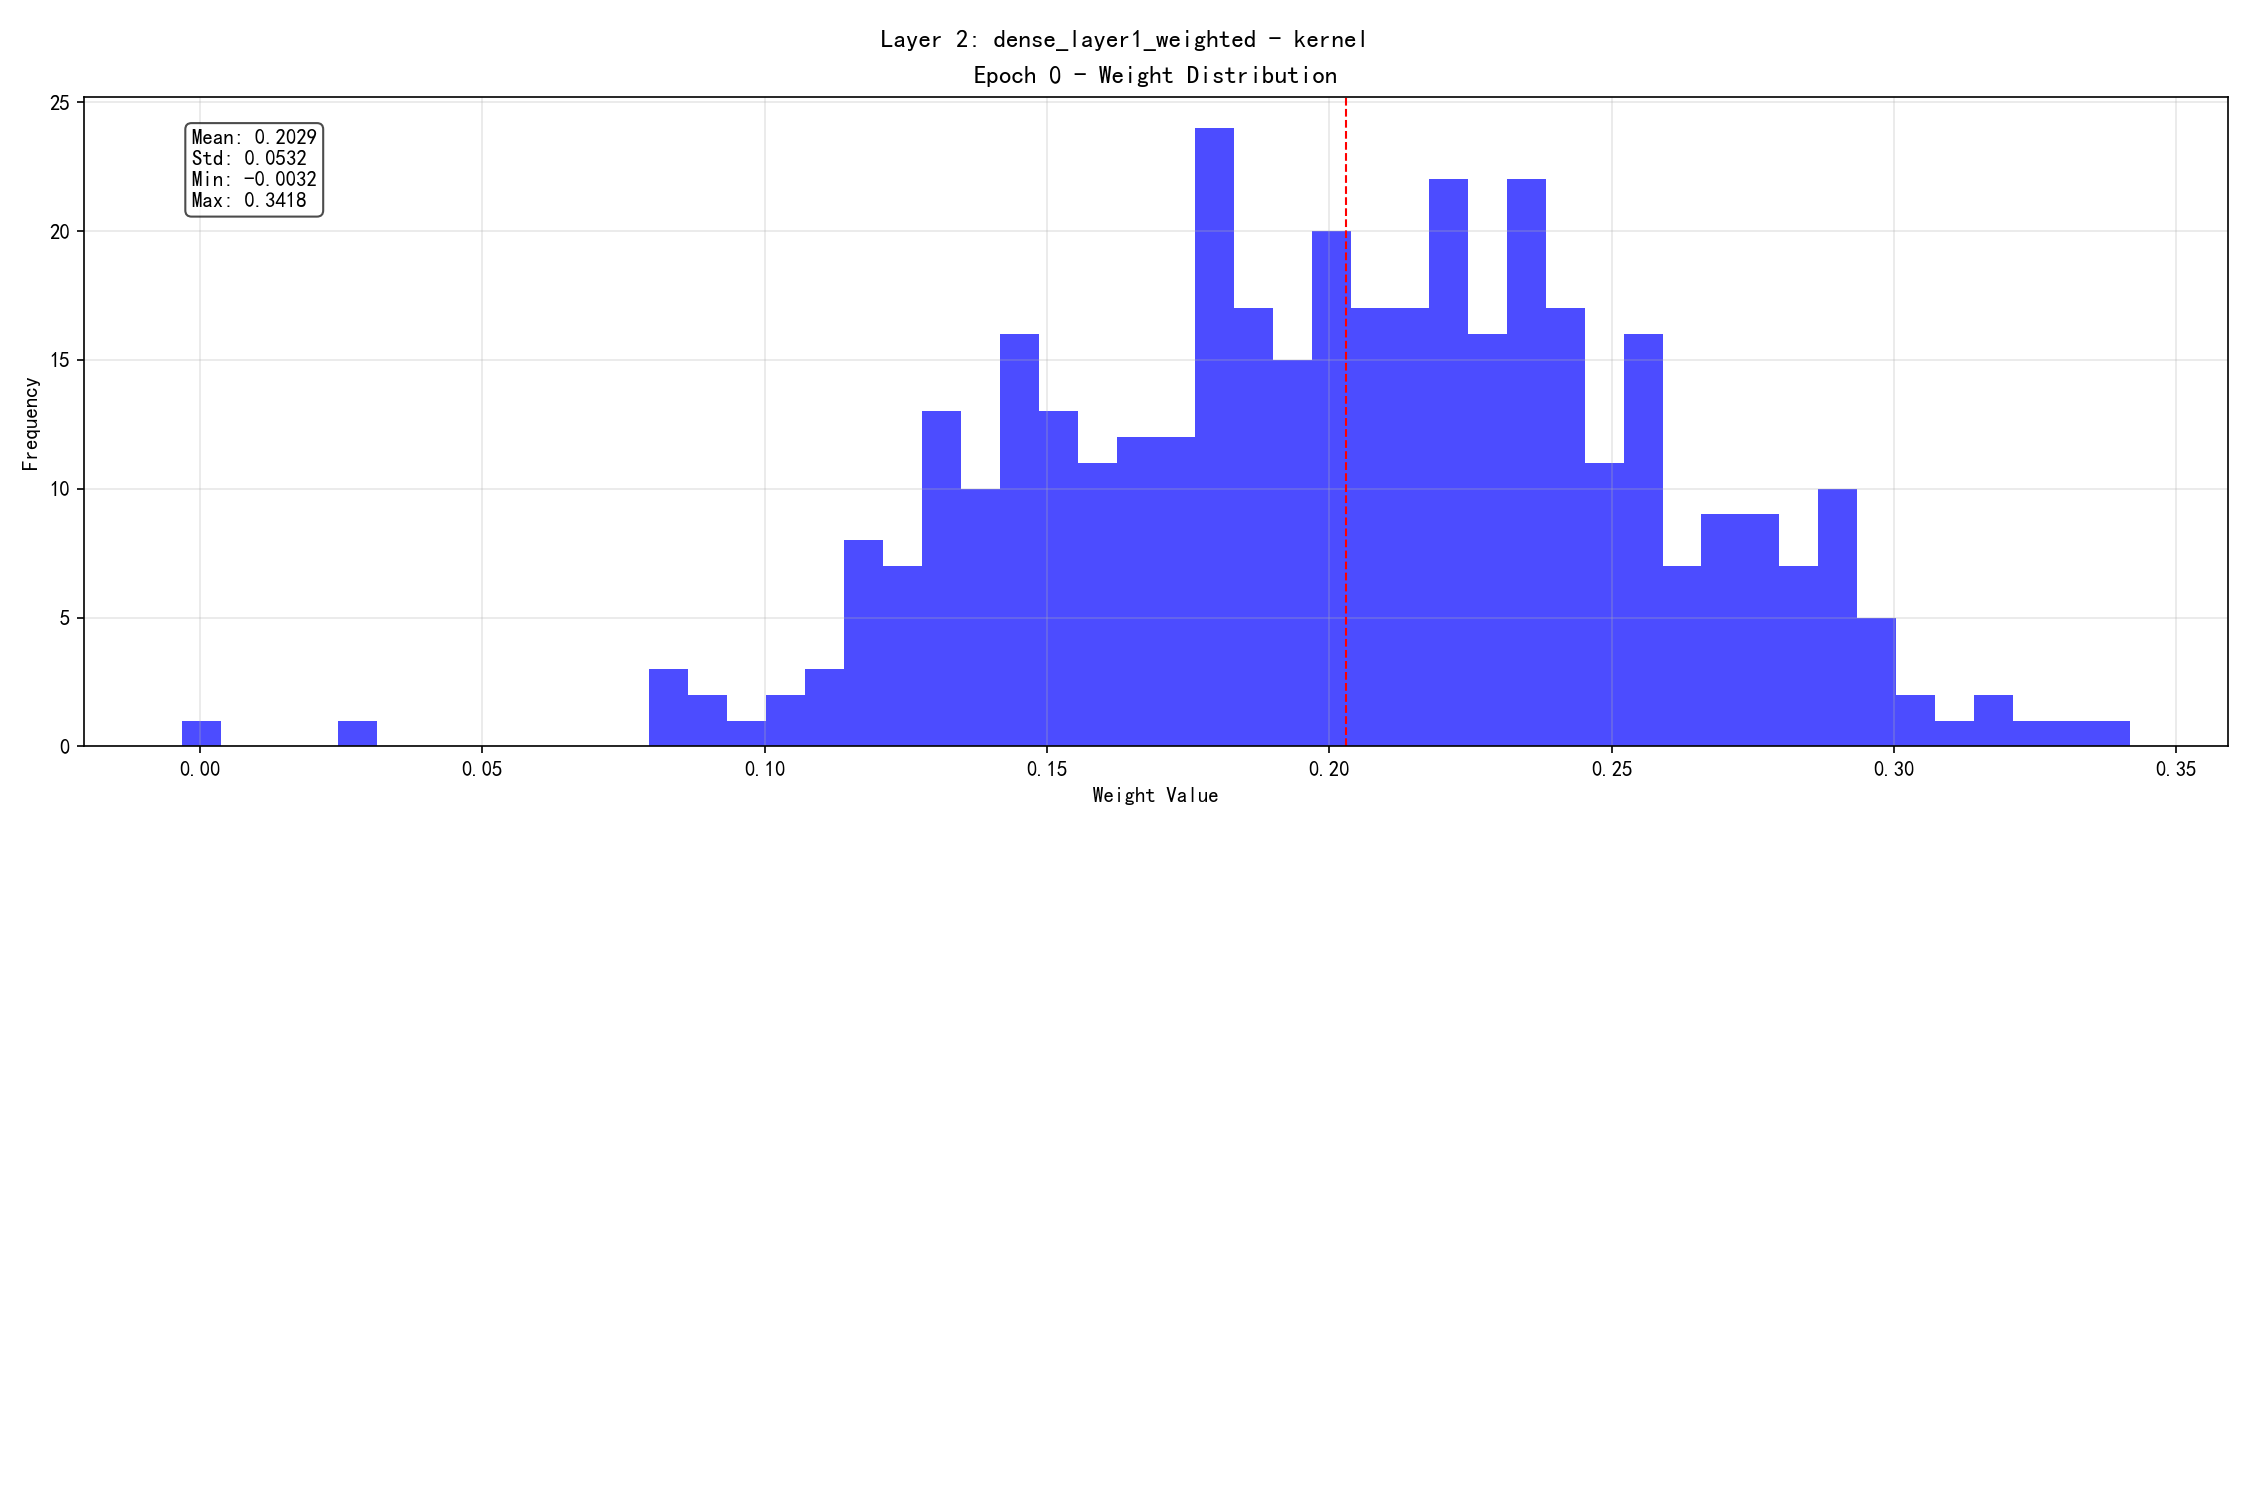 Layer 2: dense_layer1_weighted - kernel
Epoch 0 - Weight Distribution
25
20
15
10
5
0
Frequency
Mean: 0.2029
Std: 0.0532
Min: -0.0032
Max: 0.3418
0.00 0.05 0.10 0.15 0.20 0.25 0.30 0.35
Weight Value